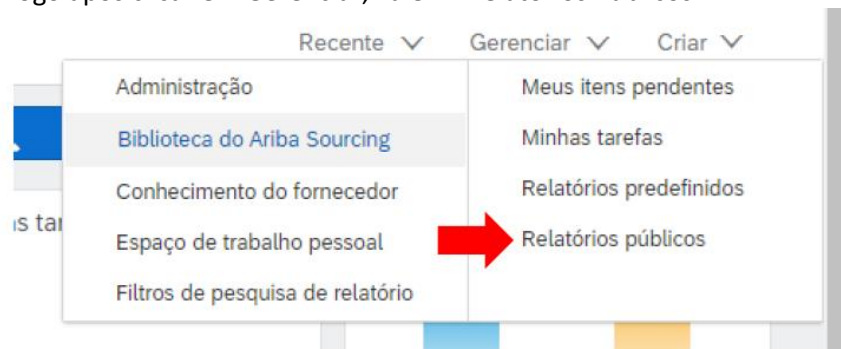 Recente Gerenciar Criar
Administração
Biblioteca do Ariba Sourcing
Conhecimento do fornecedor
Espaço de trabalho pessoal
Filtros de pesquisa de relatório
Meus itens pendentes
Minhas tarefas
Relatórios predefinidos
Relatórios públicos